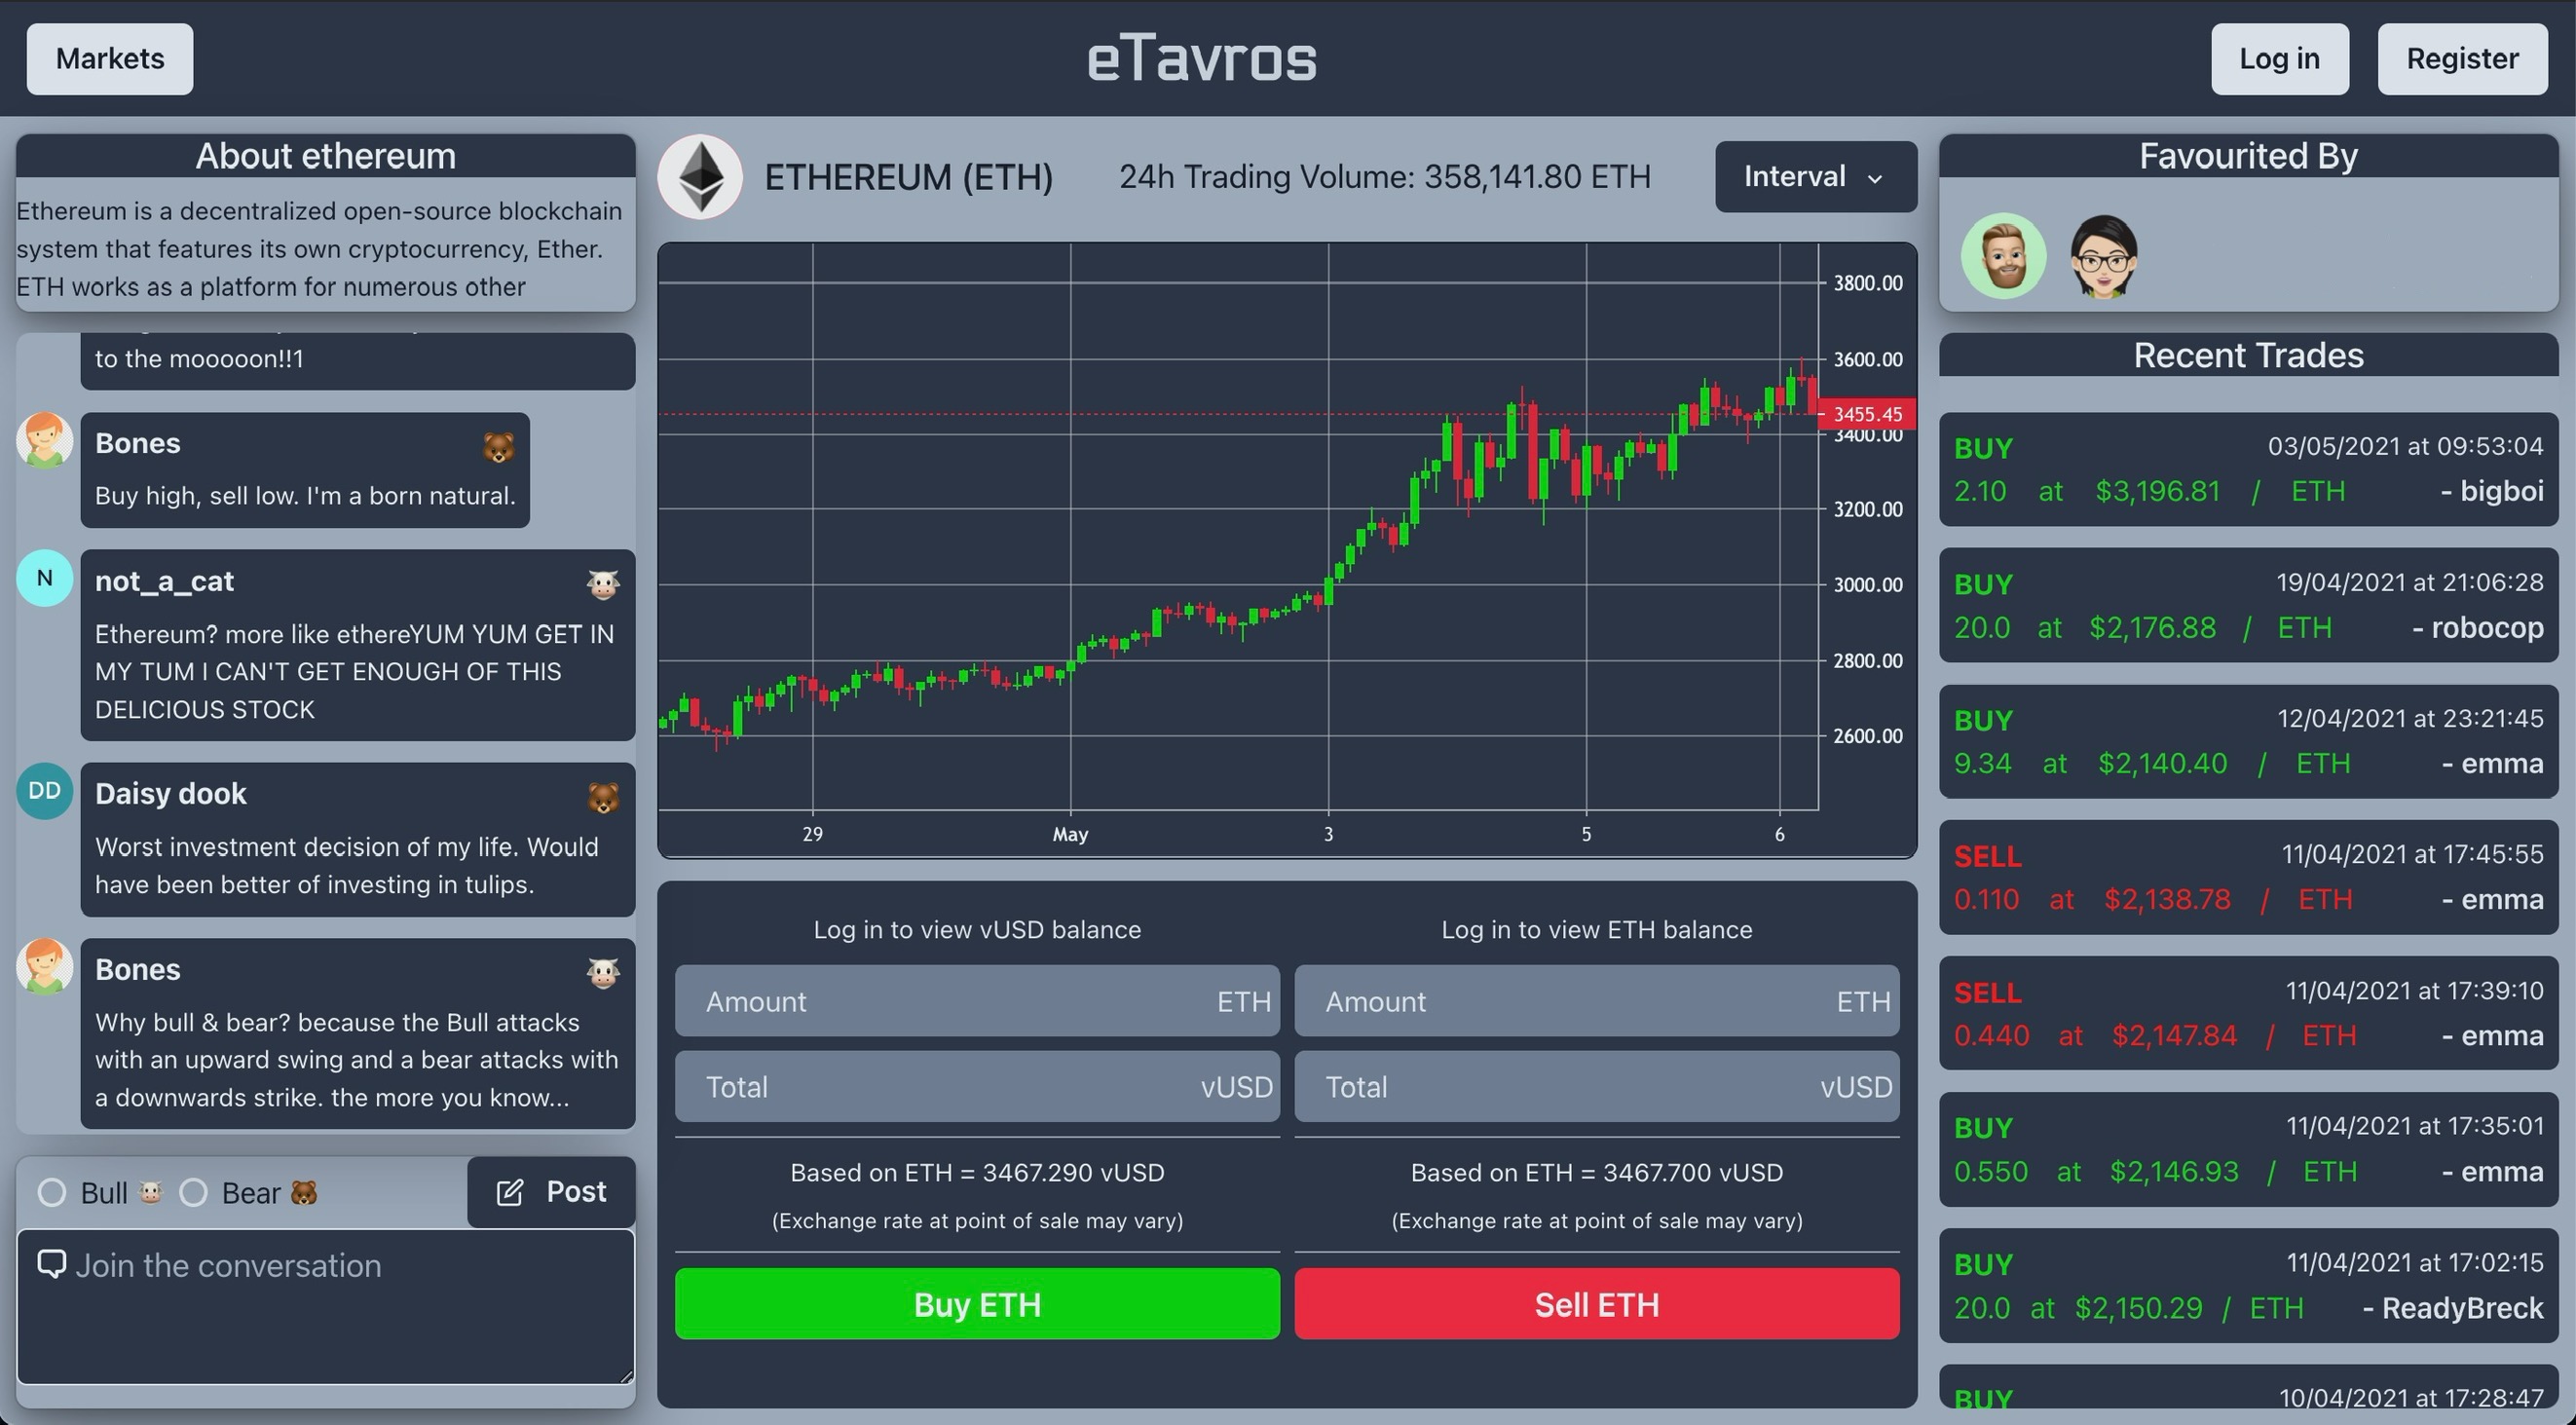 Markets
eTavros
Log in
Register
About ethereum
Ethereum is a decentralized open-source blockchain
system that features its own cryptocurrency, Ether.
ETH works as a platform for numerous other
to the mooooon!!1
Bones
Buy high, sell low. I'm a born natural.
N
not_a_cat
Ethereum? more like ethereYUM YUM GET IN
MY TUM I CAN'T GET ENOUGH OF THIS
DELICIOUS STOCK
DD
Daisy dook
Worst investment decision of my life. Would
have been better of investing in tulips.
Bones
Why bull & bear? because the Bull attacks
with an upward swing and a bear attacks with
a downwards strike. the more you know...
Bull
Bear
Post
Join the conversation
ETHEREUM (ETH)
24h Trading Volume: 358,141.80 ETH
Interval
3800.00
3600.00
3455.45
3400.00
3200.00
3000.00
2800.00
2600.00
29 May 3 5 6
Log in to view vUSD balance
Amount ETH
Total vUSD
Based on ETH = 3467.290 vUSD
(Exchange rate at point of sale may vary)
Buy ETH
Log in to view ETH balance
Amount ETH
Total vUSD
Based on ETH = 3467.700 vUSD
(Exchange rate at point of sale may vary)
Sell ETH
Favourited By
Recent Trades
BUY 03/05/2021 at 09:53:04
2.10 at $3,196.81 / ETH - bigboi
BUY 19/04/2021 at 21:06:28
20.0 at $2,176.88 / ETH - robocop
BUY 12/04/2021 at 23:21:45
9.34 at $2,140.40 / ETH - emma
SELL 11/04/2021 at 17:45:55
0.110 at $2,138.78 / ETH - emma
SELL 11/04/2021 at 17:39:10
0.440 at $2,147.84 / ETH - emma
BUY 11/04/2021 at 17:35:01
0.550 at $2,146.93 / ETH - emma
BUY 11/04/2021 at 17:02:15
20.0 at $2,150.29 / ETH - ReadyBreck
BUY 10/04/2021 at 17:28:47